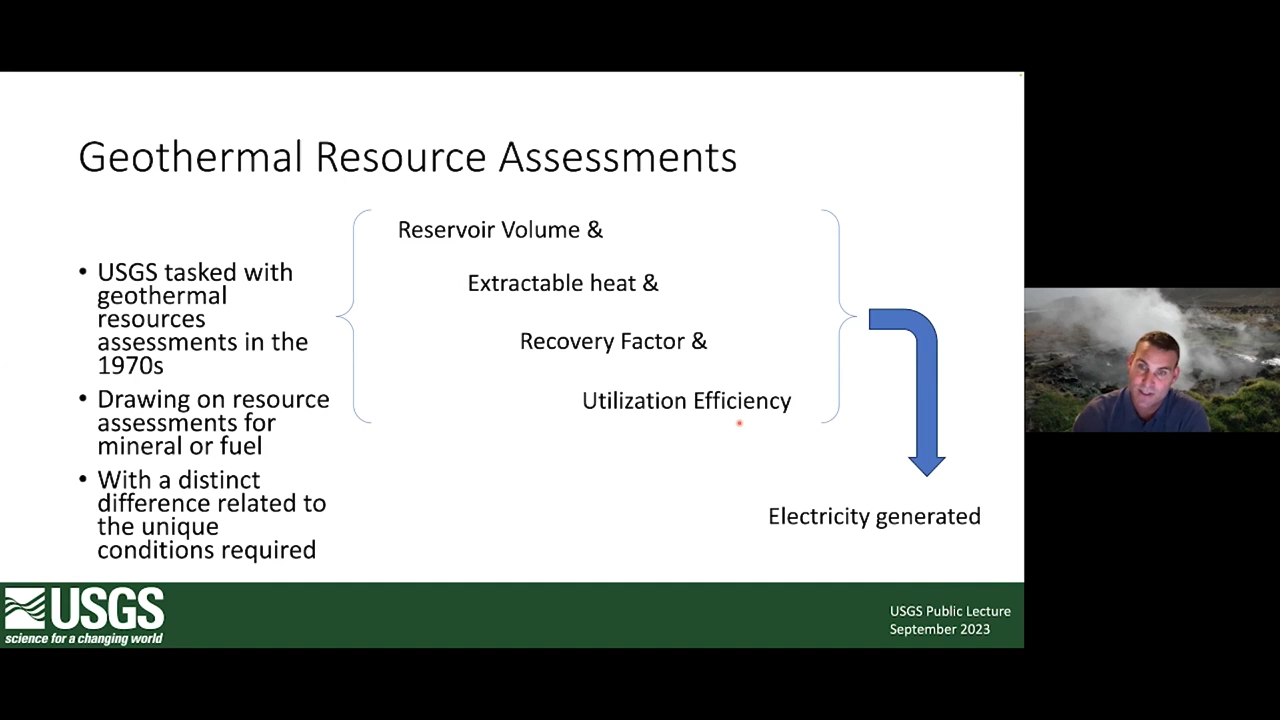 Geothermal Resource Assessments
• USGS tasked with
geothermal
resources
assessments in the
1970s
• Drawing on resource
assessments for
mineral or fuel
• With a distinct
difference related to
the unique
conditions required
Reservoir Volume &
Extractable heat &
Recovery Factor &
Utilization Efficiency
Electricity generated
USGS
science for a changing world
USGS Public Lecture
September 2023